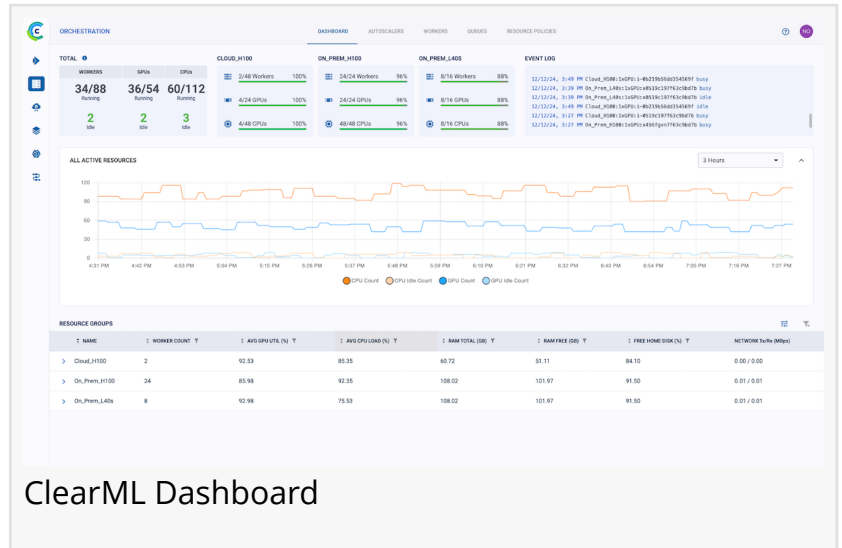 ORCHESTRATION
DASHBOARD AUTOSCALERS WORKERS QUEUES RESOURCE POLICIES
NO
TOTAL
WORKERS GPUs CPUs
34/88 36/54 60/112
Running Running Running
2 2 3
Idle Idle Idle
CLOUD_H100
2/48 Workers 100%
4/24 GPUs 100%
4/48 CPUs 100%
ON_PREM_H100
24/24 Workers 96%
24/24 GPUs 96%
48/48 CPUs 96%
ON_PREM_L40S
8/16 Workers 88%
8/16 GPUs 88%
8/16 CPUs 88%
EVENT LOG
12/12/24, 3:49 PM Cloud_H100:1xGPU:i-0b219b56dd354569f busy
12/12/24, 3:39 PM On_Prem_L40s:1xGPU:x0519c197f63c9bd7b busy
12/12/24, 3:39 PM On_Prem_L40s:1xGPU:x0519c197f63c9bd7b idle
12/12/24, 3:49 PM Cloud_H100:1xGPU:i-0b219b56dd354569f idle
12/12/24, 3:27 PM Cloud_H100:1xGPU:i-0519c197f63c9bd7b busy
12/12/24, 3:27 PM On_Prem_H100:1xGPU:x456fgvn7f63c9bd7b busy
ALL ACTIVE RESOURCES
3 Hours
120
90
60
30
0
4:31 PM 4:42 PM 4:53 PM 5:04 PM 5:15 PM 5:26 PM 5:37 PM 5:48 PM 5:59 PM 6:10 PM 6:21 PM 6:32 PM 6:43 PM 6:54 PM 7:05 PM 7:16 PM 7:27 PM
CPU Count CPU Idle Count GPU Count GPU Idle Count
RESOURCE GROUPS
NAME WORKER COUNT AVG GPU UTIL (%) AVG CPU LOAD (%) RAM TOTAL (GB) RAM FREE (GB) FREE HOME DISK (%) NETWORK Tx/Rx (MBps)
Cloud_H100 2 92.53 85.35 60.72 51.11 84.10 0.00 / 0.00
On_Prem_H100 24 85.98 92.35 108.02 101.97 91.50 0.01 / 0.01
On_Prem_L40s 8 92.98 75.53 108.02 101.97 91.50 0.01 / 0.01
ClearML Dashboard